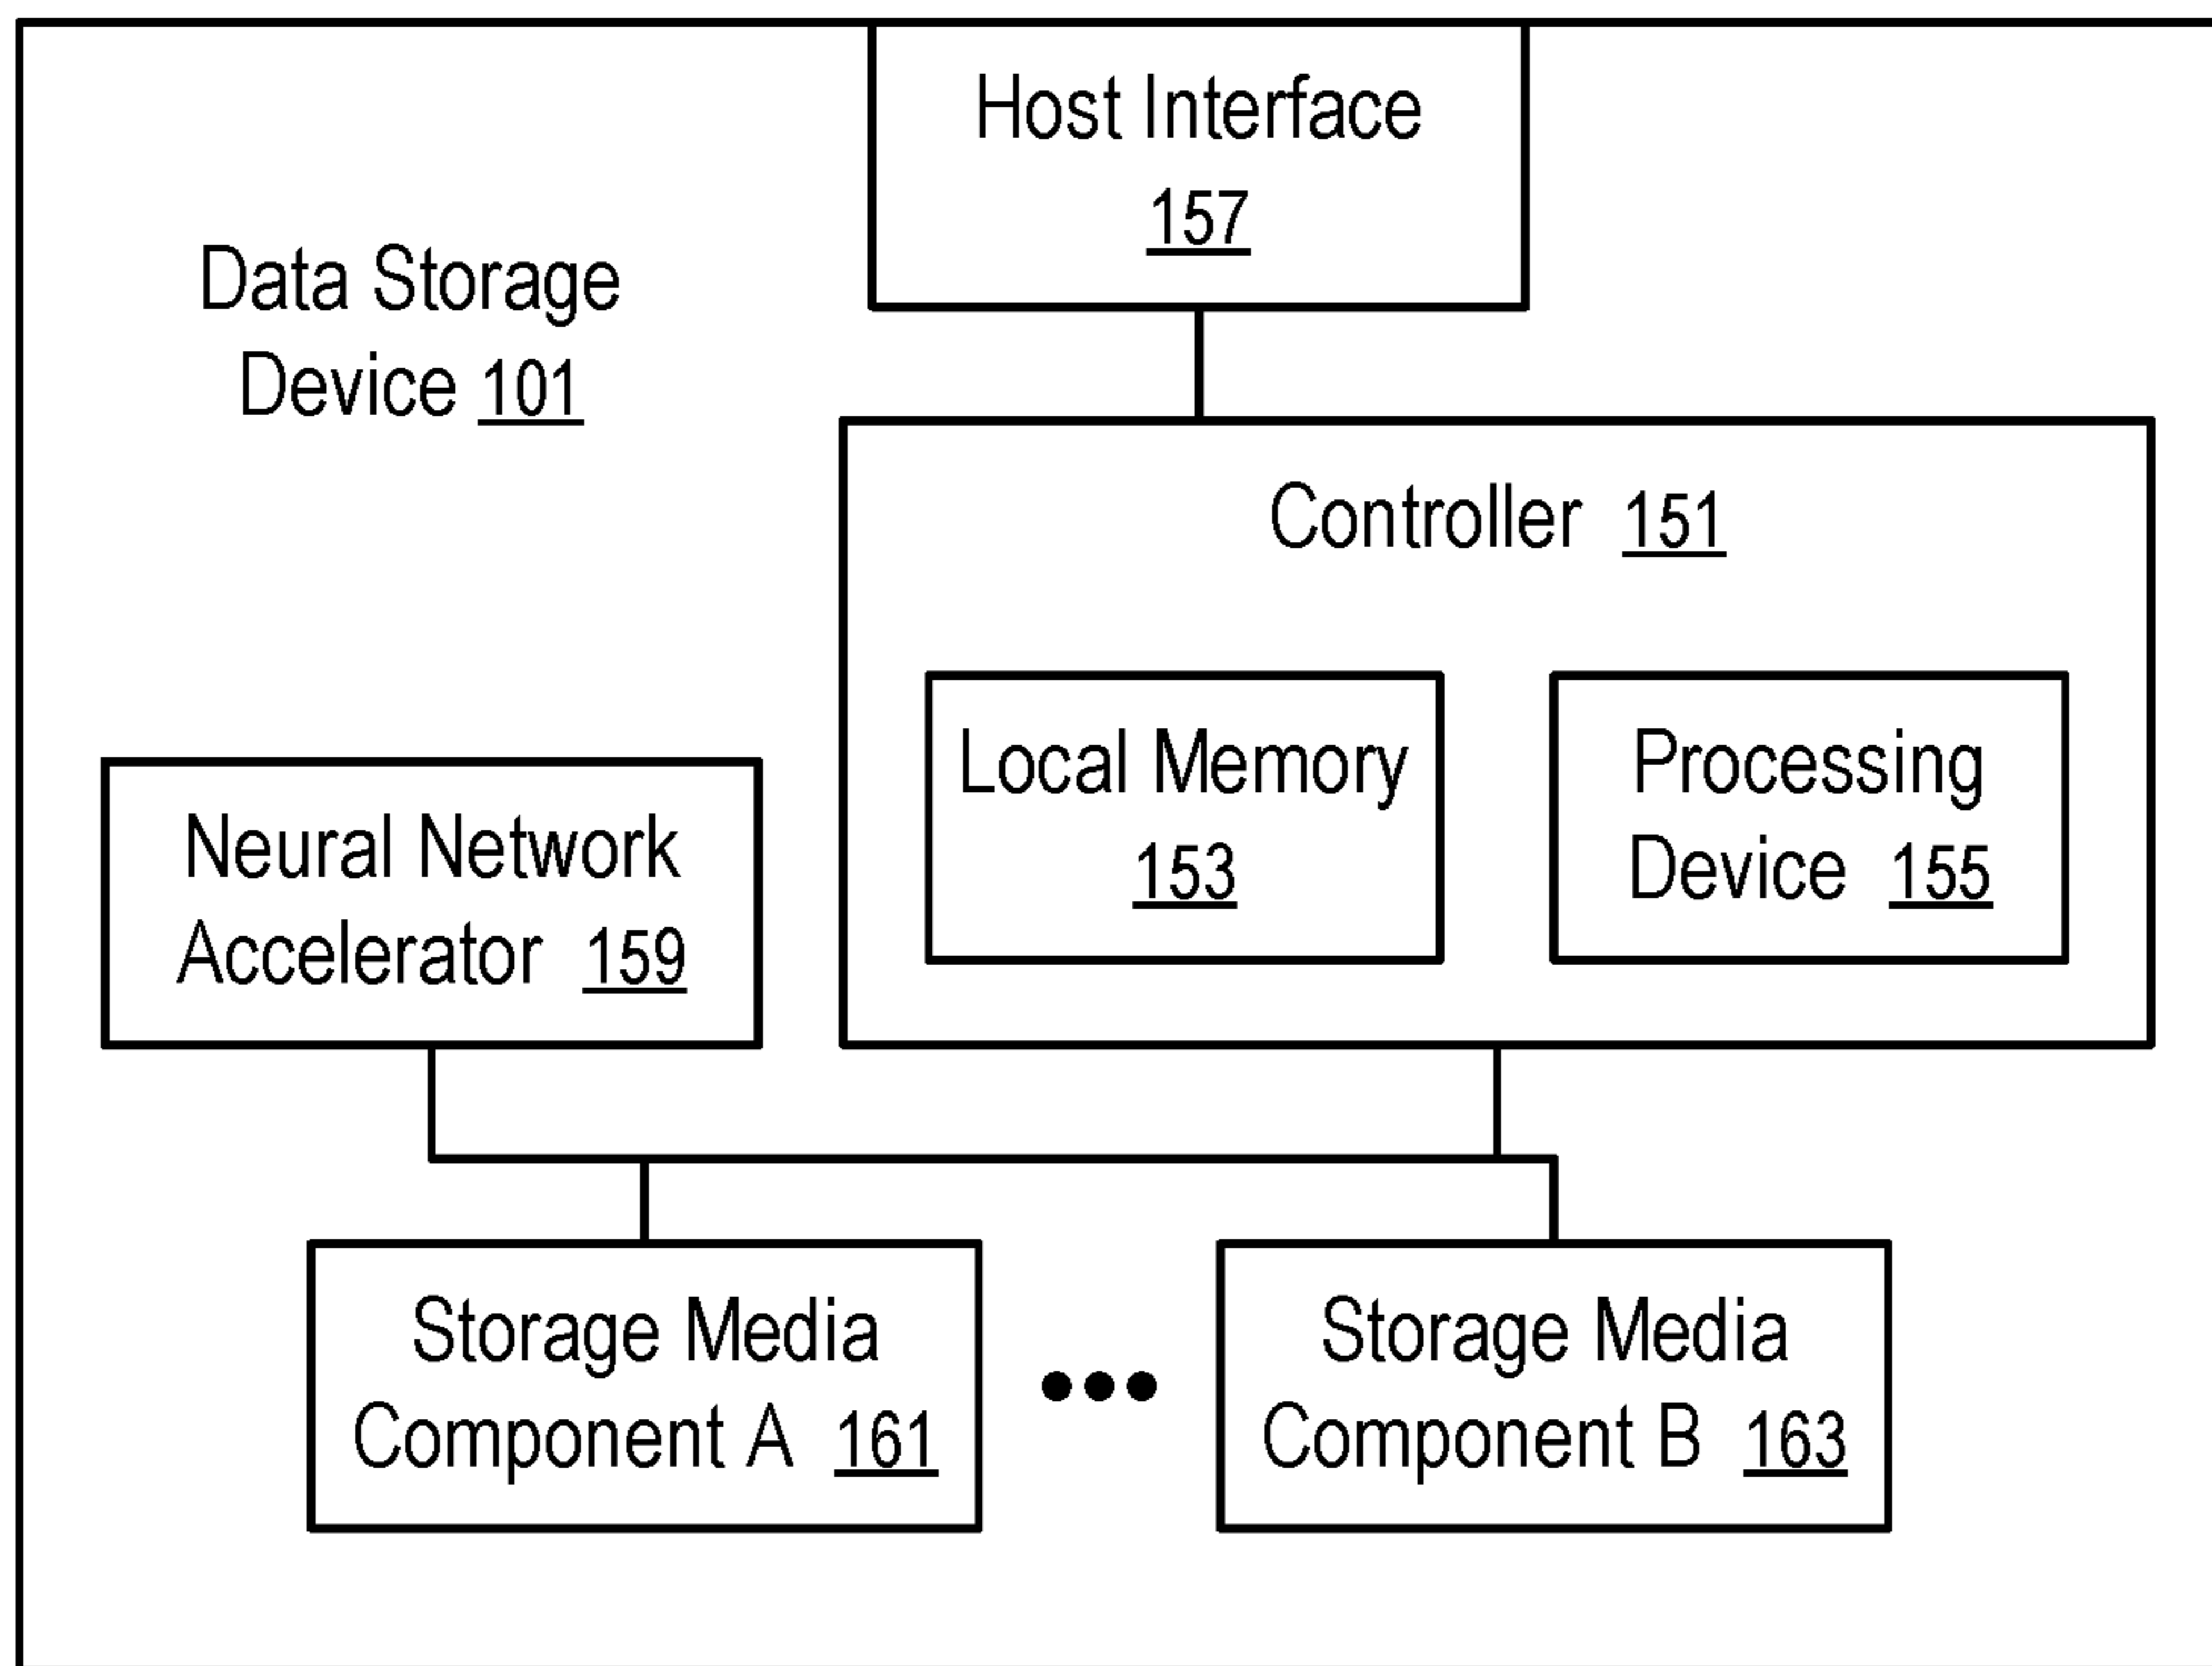 Host Interface
157
Data Storage
Device 101
Controller 151
Local Memory
153
Processing
Device 155
Neural Network
Accelerator 159
Storage Media
Component A 161
Storage Media
Component B 163